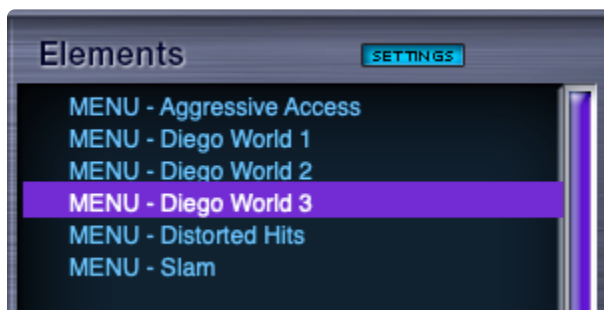 Elements
SETTINGS
MENU - Aggressive Access
MENU - Diego World 1
MENU - Diego World 2
MENU - Diego World 3
MENU - Distorted Hits
MENU - Slam